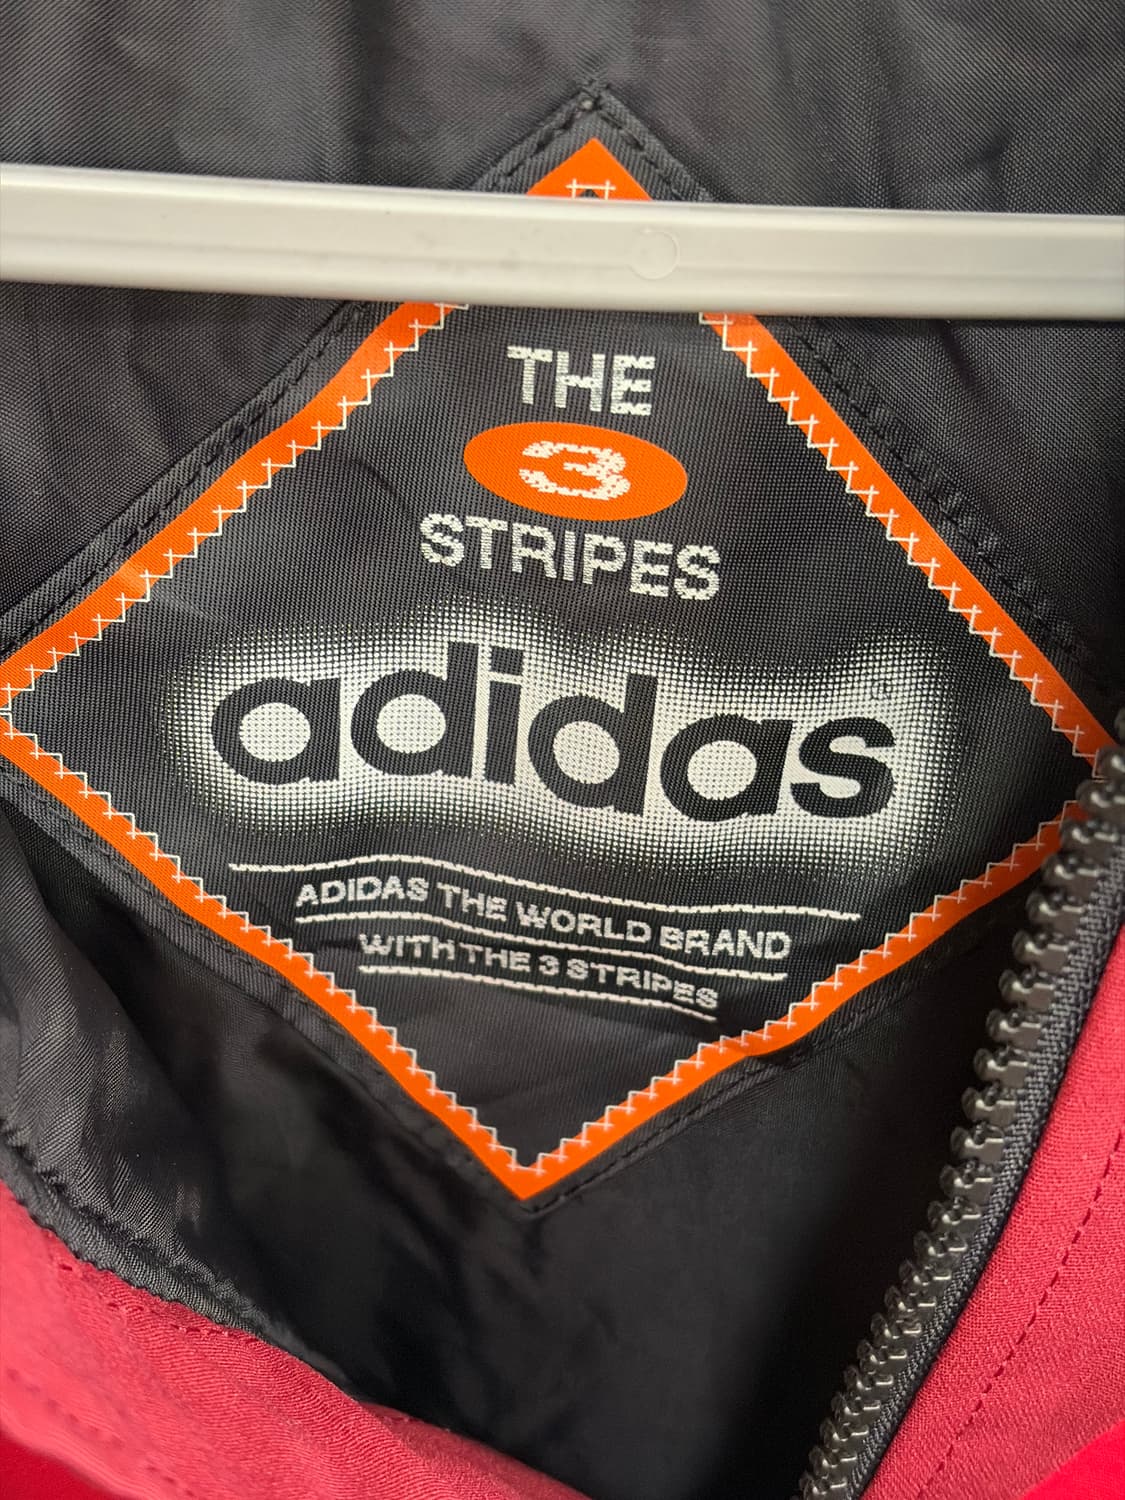 THE
3
STRIPES
adidas
ADIDAS THE WORLD BRAND
WITH THE 3 STRIPES